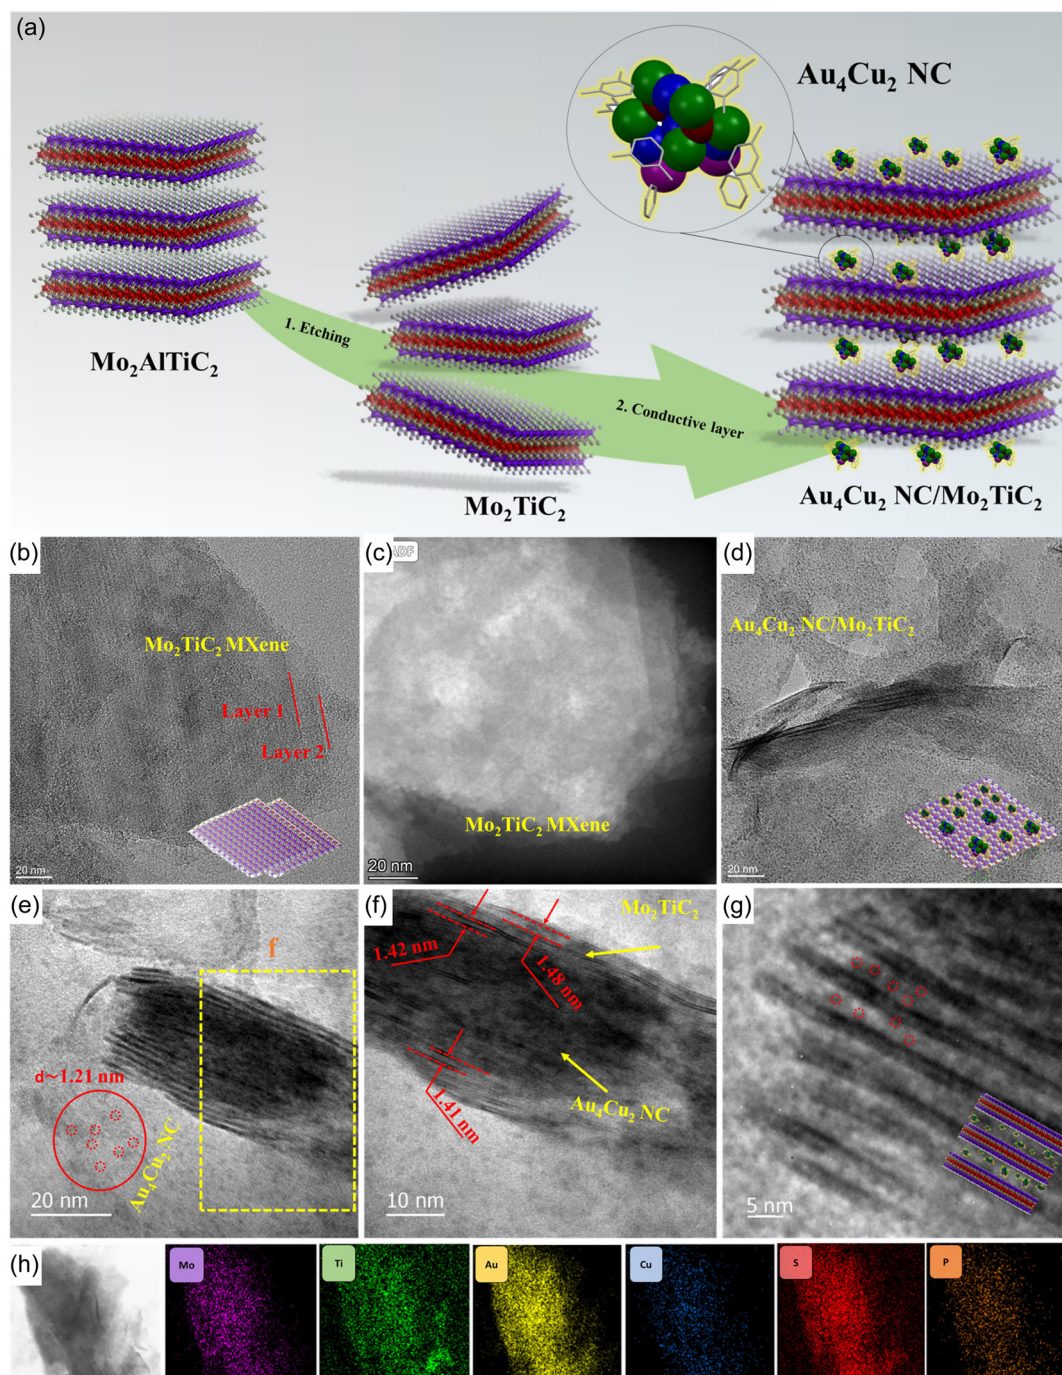 (a)
Au₄Cu₂ NC
1. Etching
Mo₂AlTiC₂
2. Conductive layer
Mo₂TiC₂
Au₄Cu₂ NC/Mo₂TiC₂
(b)
Mo₂TiC₂ MXene
Layer 1
Layer 2
20 nm
(c)
ADF
Mo₂TiC₂ MXene
20 nm
(d)
Au₄Cu₂ NC/Mo₂TiC₂
20 nm
(e)
f
d~1.21 nm
Au₄Cu₂ NC
20 nm
(f)
Mo₂TiC₂
1.42 nm
1.48 nm
1.41 nm
Au₄Cu₂ NC
10 nm
(g)
5 nm
(h)
Mo
Ti
Au
Cu
S
P